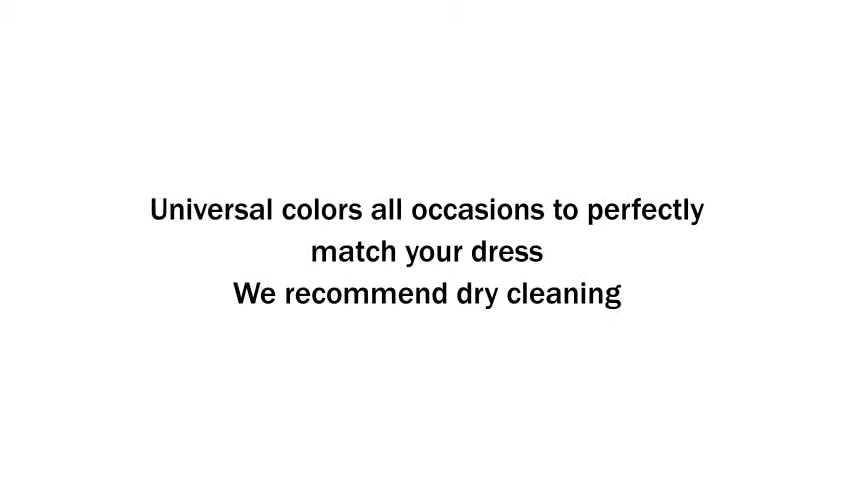 Universal colors all occasions to perfectly
match your dress
We recommend dry cleaning